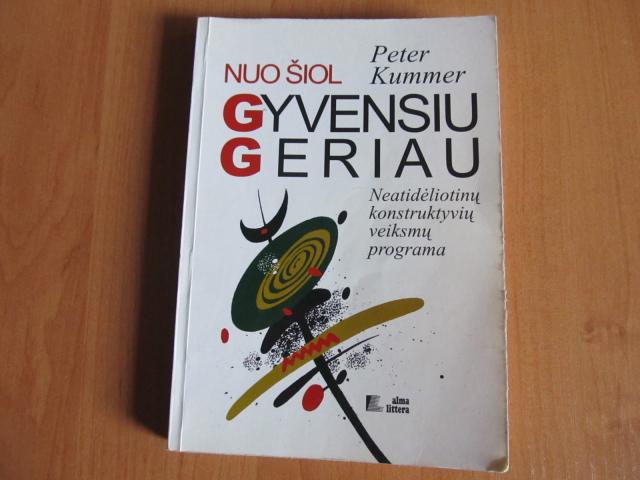 Peter
Kummer
NUO ŠIOL
GYVENSIU
GERIAU
Neatidėliotinų
konstruktyvių
veiksmų
programa
alma
littera